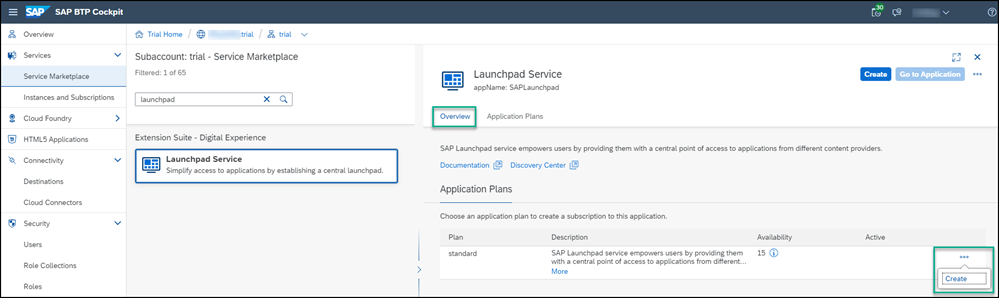 SAP
SAP BTP Cockpit
30
Overview
Services
Service Marketplace
Instances and Subscriptions
Cloud Foundry
HTML5 Applications
Connectivity
Destinations
Cloud Connectors
Security
Users
Role Collections
Roles
Trial Home / trial / trial
Subaccount: trial - Service Marketplace
Filtered: 1 of 65
launchpad
Extension Suite - Digital Experience
Launchpad Service
Simplify access to applications by establishing a central launchpad.
Launchpad Service
appName: SAPLaunchpad
Create
Go to Application
Overview
Application Plans
SAP Launchpad service empowers users by providing them with a central point of access to applications from different content providers.
Documentation
Discovery Center
Application Plans
Choose an application plan to create a subscription to this application.
Plan Description Availability Active
standard SAP Launchpad service empowers users by providing them 15
with a central point of access to applications from different...
More
Create